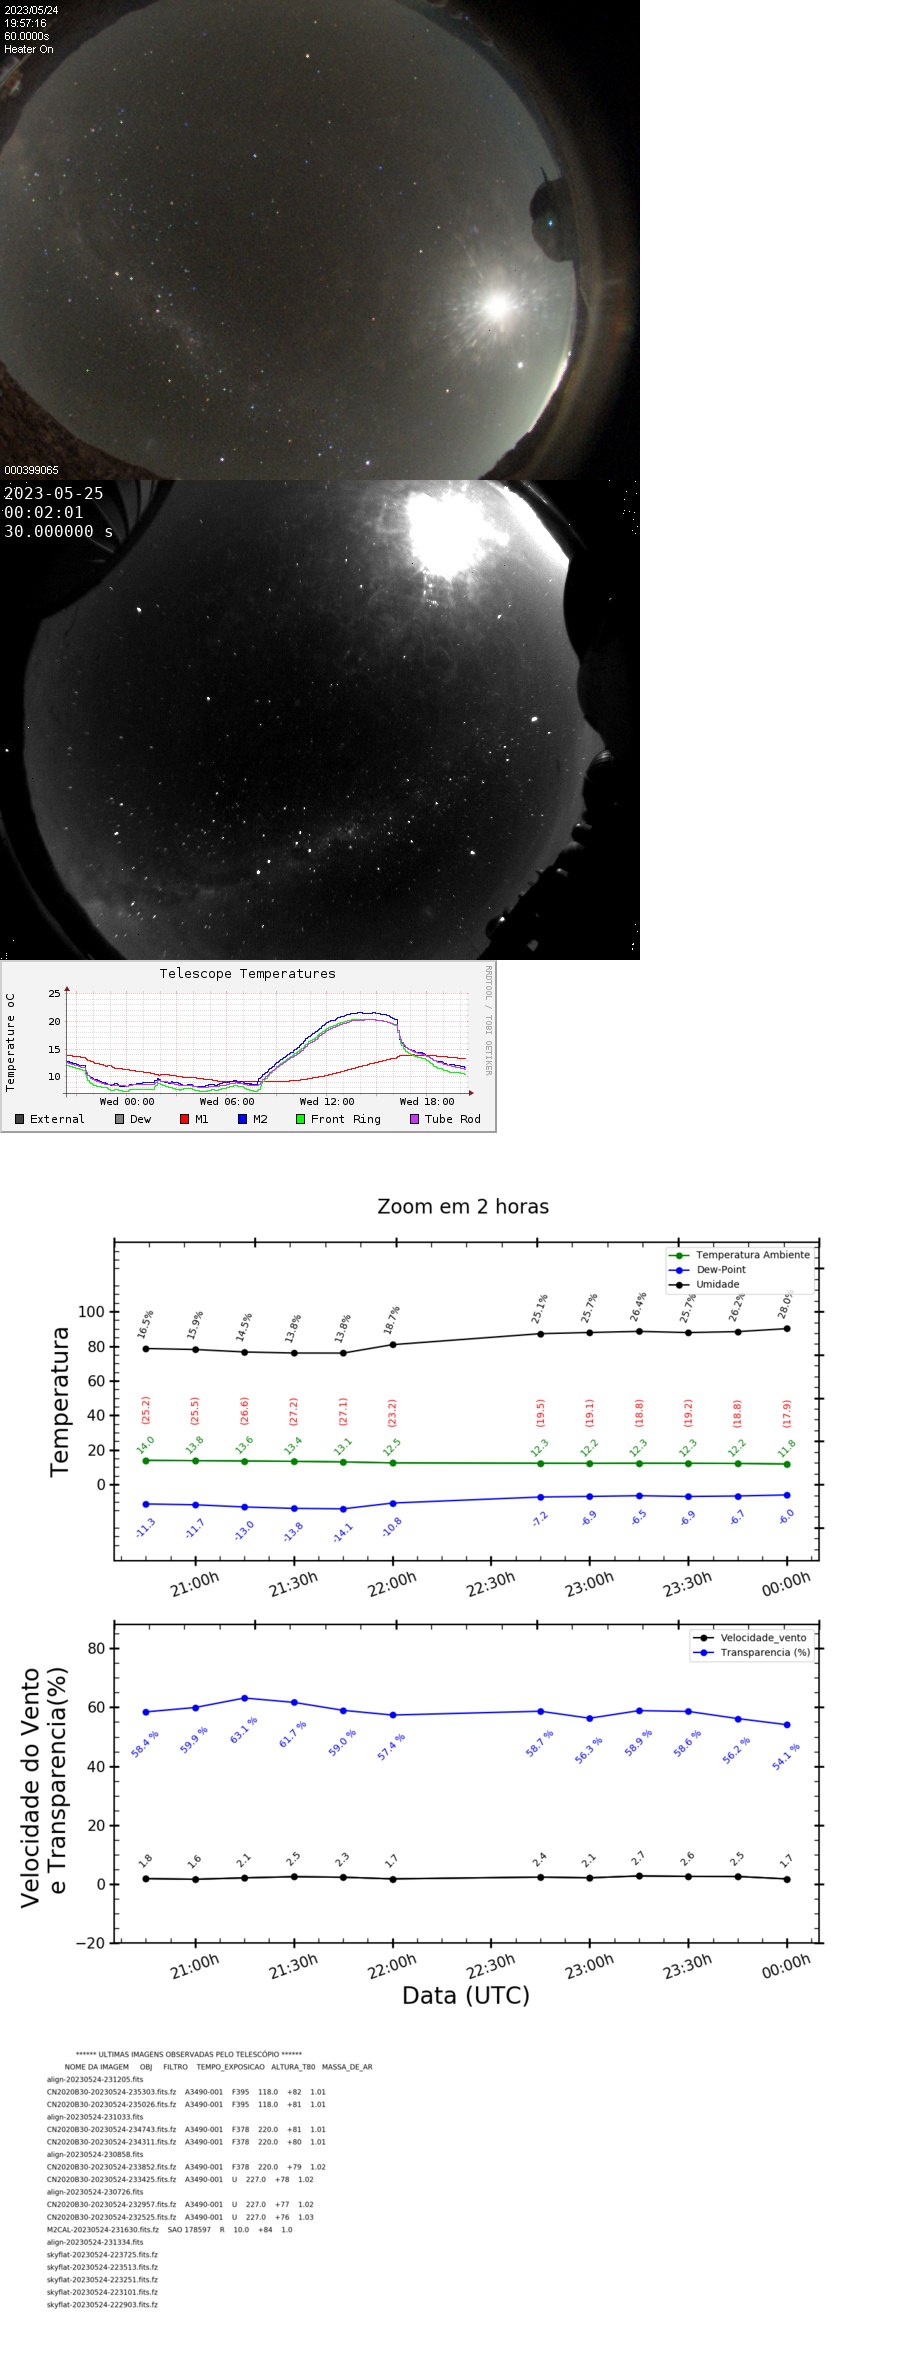 2023/05/24
19:57:16
60.0000s
Heater On
000399065
2023-05-25
00:02:01
30.000000 s
Telescope Temperatures
RRDTOOL / TOBI OETIKER
Temperature oC
25
20
15
10
Wed 00:00 Wed 06:00 Wed 12:00 Wed 18:00
External Dew M1 M2 Front Ring Tube Rod
Zoom em 2 horas
Temperatura Ambiente
Dew-Point
Umidade
Temperatura
100
80
60
40
20
0
16.5% 15.9% 14.5% 13.8% 13.8% 18.7% 25.1% 25.7% 26.4% 25.7% 26.2% 28.0%
(25.2) (25.5) (26.6) (27.2) (27.1) (23.2) (19.5) (19.1) (18.8) (19.2) (18.8) (17.9)
14.0 13.8 13.6 13.4 13.1 12.5 12.3 12.2 12.3 12.3 12.2 11.8
-11.3 -11.7 -13.0 -13.8 -14.1 -10.8 -7.2 -6.9 -6.5 -6.9 -6.7 -6.0
21:00h 21:30h 22:00h 22:30h 23:00h 23:30h 00:00h
Velocidade_vento
Transparencia (%)
Velocidade do Vento
e Transparencia(%)
80
60
40
20
0
−20
58.4 % 59.9 % 63.1 % 61.7 % 59.0 % 57.4 % 58.7 % 56.3 % 58.9 % 58.6 % 56.2 % 54.1 %
1.8 1.6 2.1 2.5 2.3 1.7 2.4 2.1 2.7 2.6 2.5 1.7
21:00h 21:30h 22:00h 22:30h 23:00h 23:30h 00:00h
Data (UTC)
****** ULTIMAS IMAGENS OBSERVADAS PELO TELESCÓPIO ******
NOME DA IMAGEM OBJ FILTRO TEMPO_EXPOSICAO ALTURA_T80 MASSA_DE_AR
align-20230524-231205.fits
CN2020B30-20230524-235303.fits.fz A3490-001 F395 118.0 +82 1.01
CN2020B30-20230524-235026.fits.fz A3490-001 F395 118.0 +81 1.01
align-20230524-231033.fits
CN2020B30-20230524-234743.fits.fz A3490-001 F378 220.0 +81 1.01
CN2020B30-20230524-234311.fits.fz A3490-001 F378 220.0 +80 1.01
align-20230524-230858.fits
CN2020B30-20230524-233852.fits.fz A3490-001 F378 220.0 +79 1.02
CN2020B30-20230524-233425.fits.fz A3490-001 U 227.0 +78 1.02
align-20230524-230726.fits
CN2020B30-20230524-232957.fits.fz A3490-001 U 227.0 +77 1.02
CN2020B30-20230524-232525.fits.fz A3490-001 U 227.0 +76 1.03
M2CAL-20230524-231630.fits.fz SAO 178597 R 10.0 +84 1.0
align-20230524-231334.fits
skyflat-20230524-223725.fits.fz
skyflat-20230524-223513.fits.fz
skyflat-20230524-223251.fits.fz
skyflat-20230524-223101.fits.fz
skyflat-20230524-222903.fits.fz